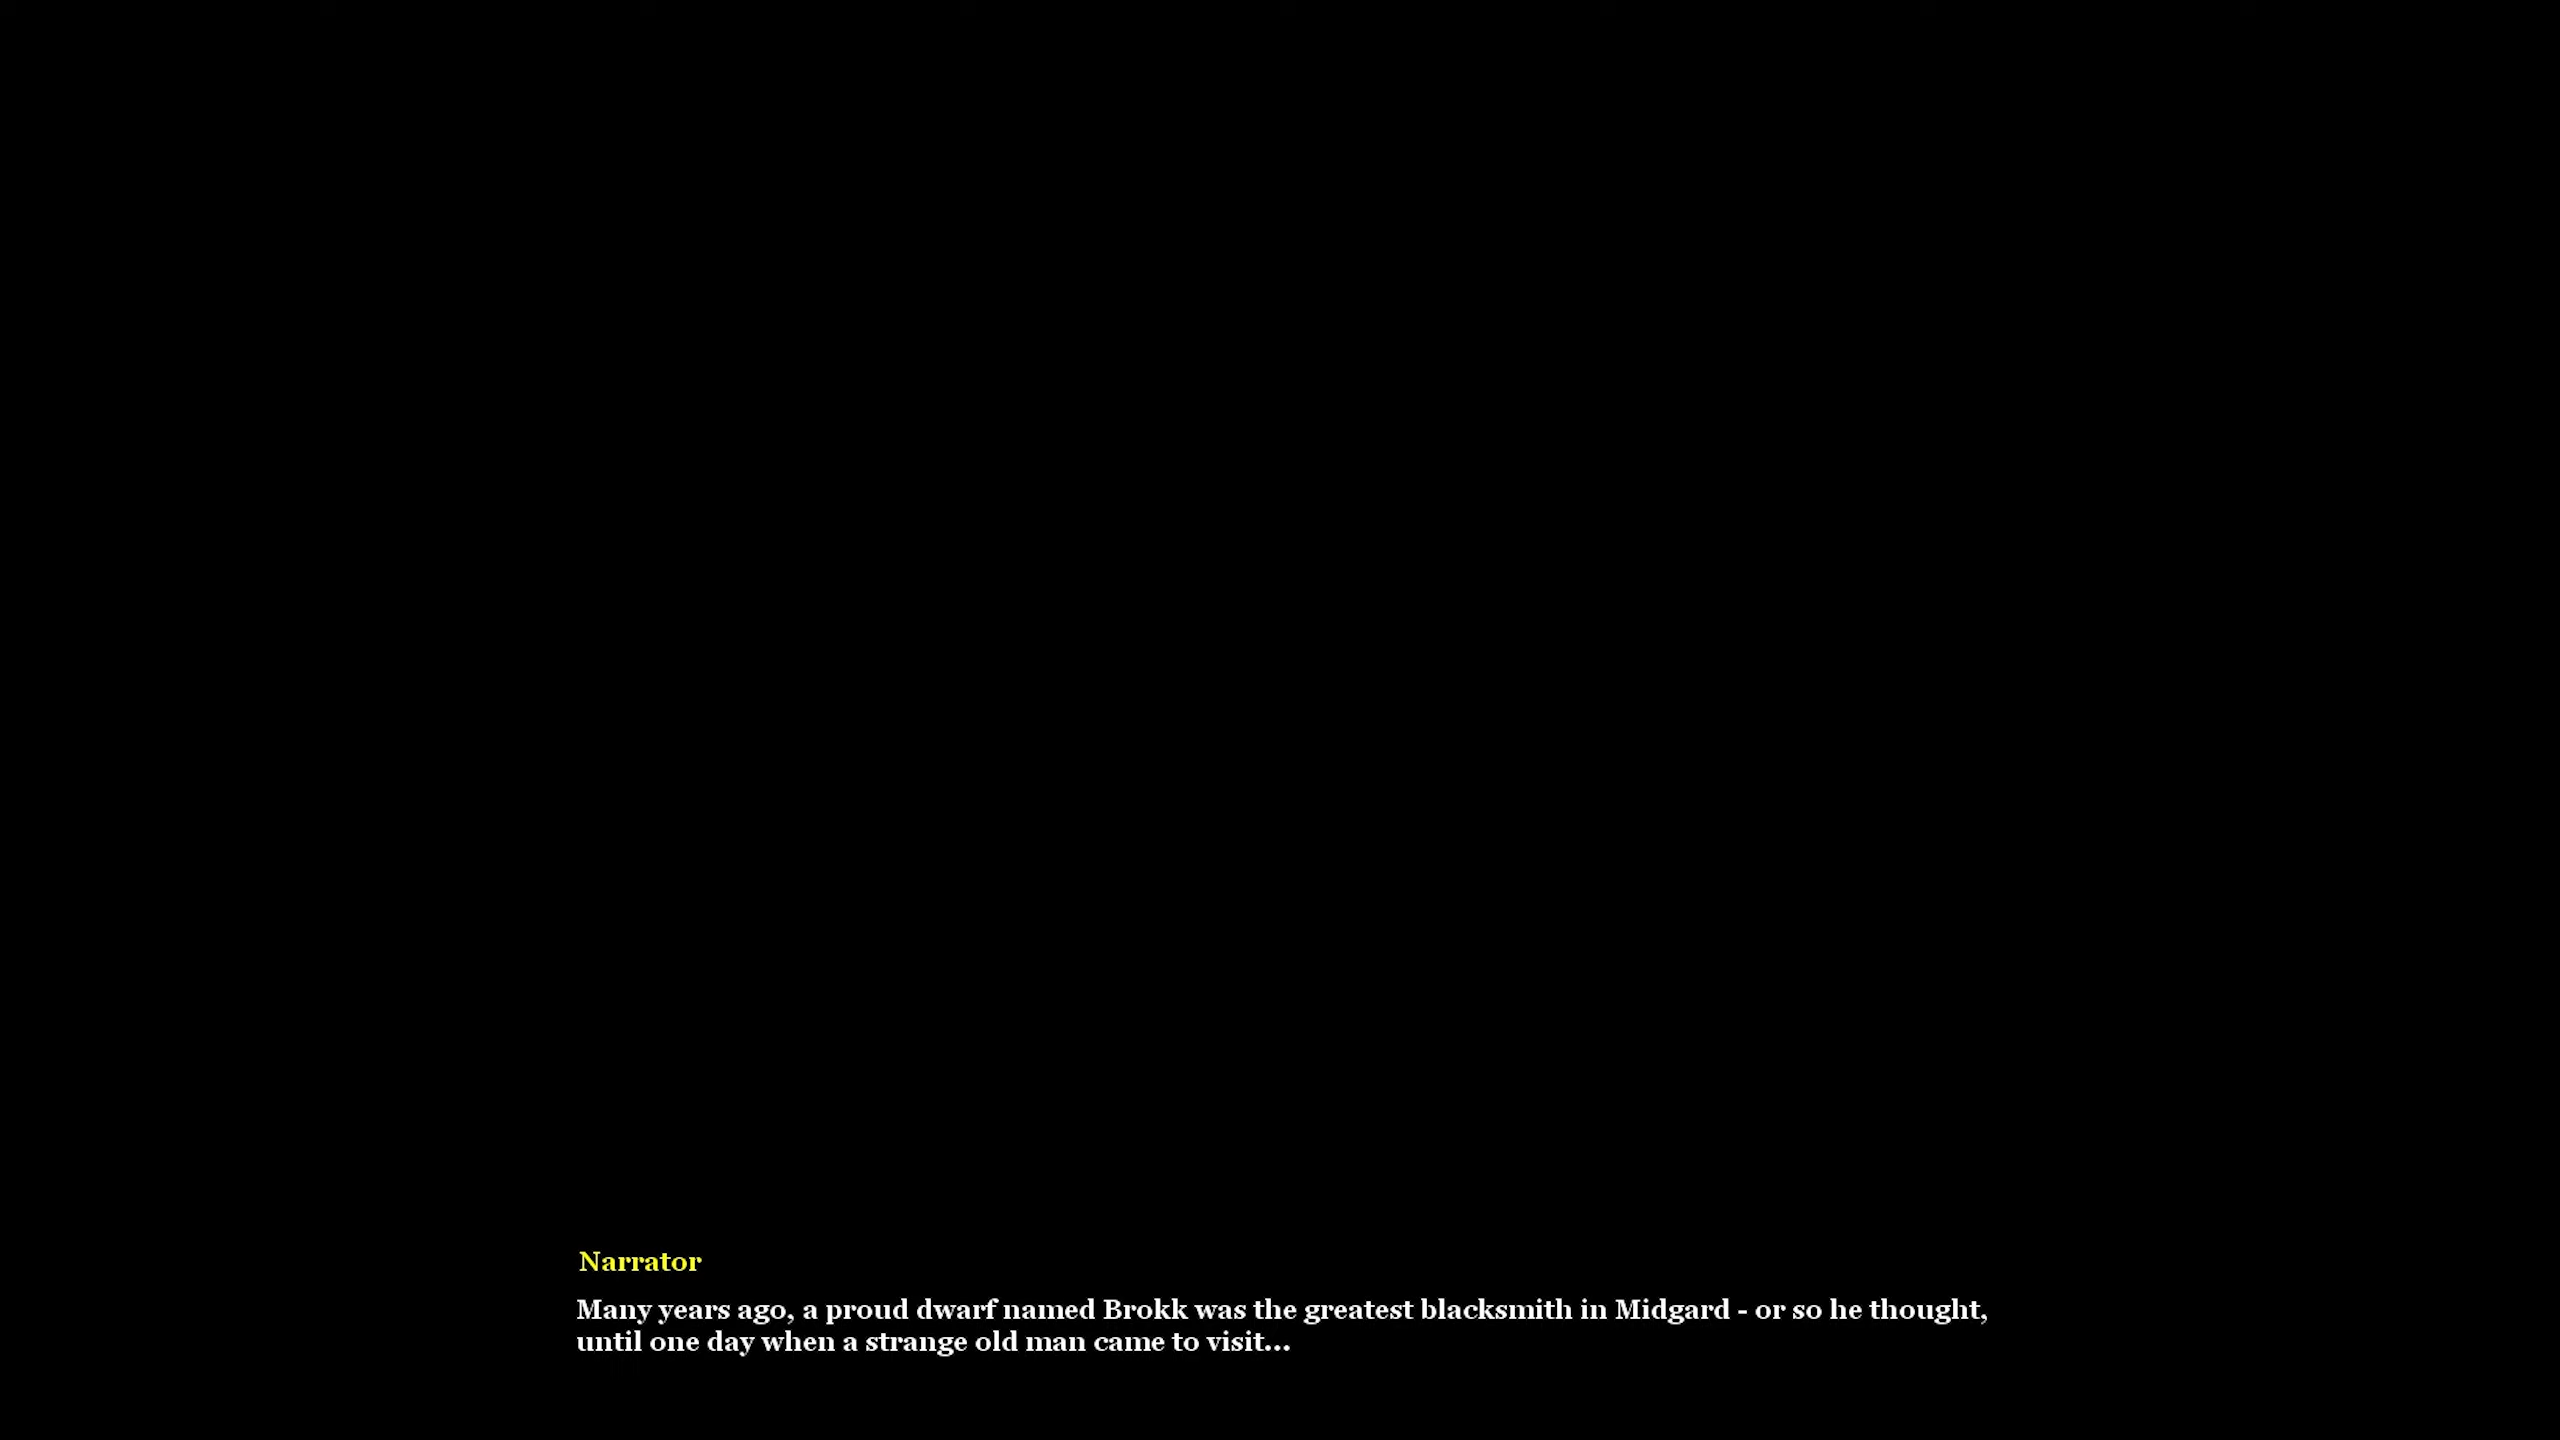 Narrator
Many years ago, a proud dwarf named Brokk was the greatest blacksmith in Midgard - or so he thought,
until one day when a strange old man came to visit...